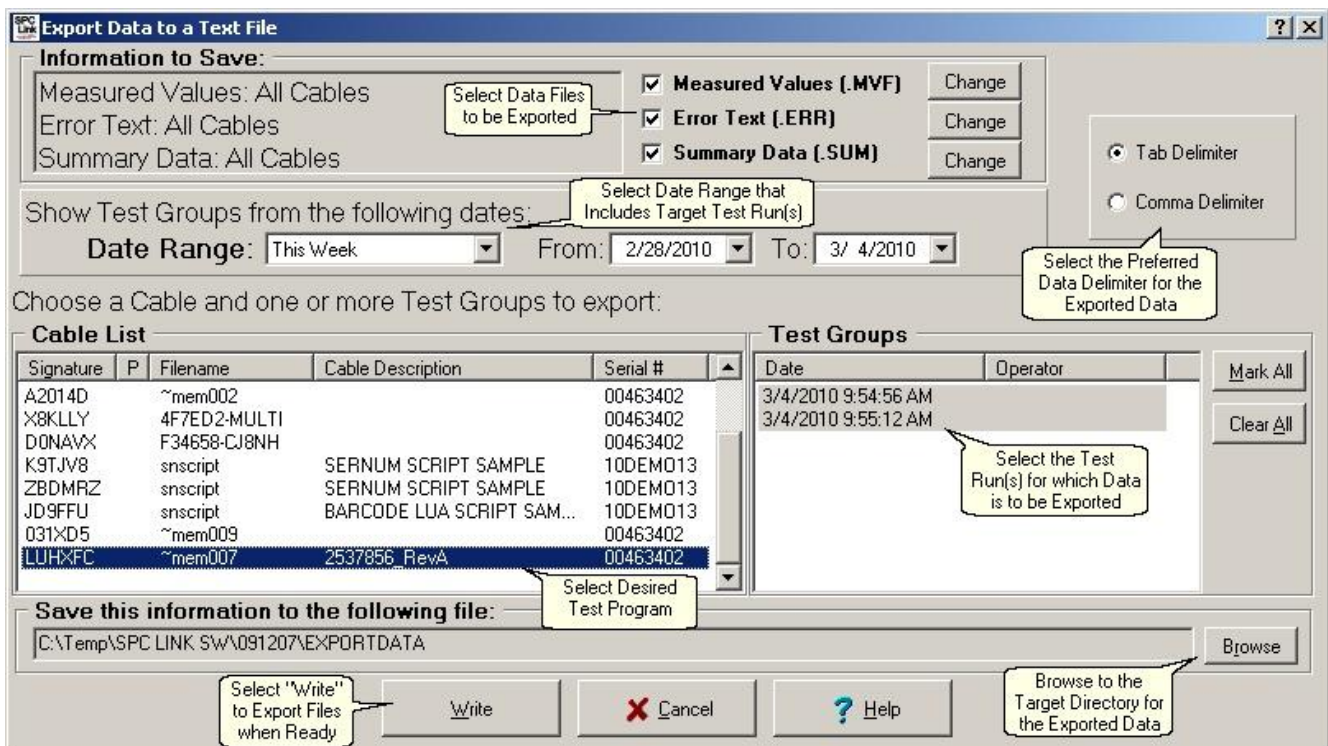 SPC Link Export Data to a Text File
Information to Save:
Measured Values: All Cables
Error Text: All Cables
Summary Data: All Cables
Select Data Files
to be Exported
Measured Values (.MVF)
Change
Error Text (.ERR)
Change
Summary Data (.SUM)
Change
Tab Delimiter
Comma Delimiter
Select the Preferred
Data Delimiter for the
Exported Data
Show Test Groups from the following dates:
Select Date Range that
Includes Target Test Run(s)
Date Range: This Week From: 2/28/2010 To: 3/ 4/2010
Choose a Cable and one or more Test Groups to export:
Cable List
Signature P Filename Cable Description Serial #
A2014D ~mem002 00463402
X8KLLY 4F7ED2-MULTI 00463402
D0NAVX F34658-CJ8NH 00463402
K9TJV8 snscript SERNUM SCRIPT SAMPLE 10DEMO13
ZBDMRZ snscript SERNUM SCRIPT SAMPLE 10DEMO13
JD9FFU snscript BARCODE LUA SCRIPT SAM... 10DEMO13
031XD5 ~mem009 00463402
LUHXFC ~mem007 2537856_RevA 00463402
Select Desired
Test Program
Test Groups
Date Operator
3/4/2010 9:54:56 AM
3/4/2010 9:55:12 AM
Select the Test
Run(s) for which Data
is to be Exported
Mark All
Clear All
Save this information to the following file:
C:\Temp\SPC LINK SW\091207\EXPORTDATA
Browse
Browse to the
Target Directory for
the Exported Data
Select "Write"
to Export Files
when Ready
Write
Cancel
? Help